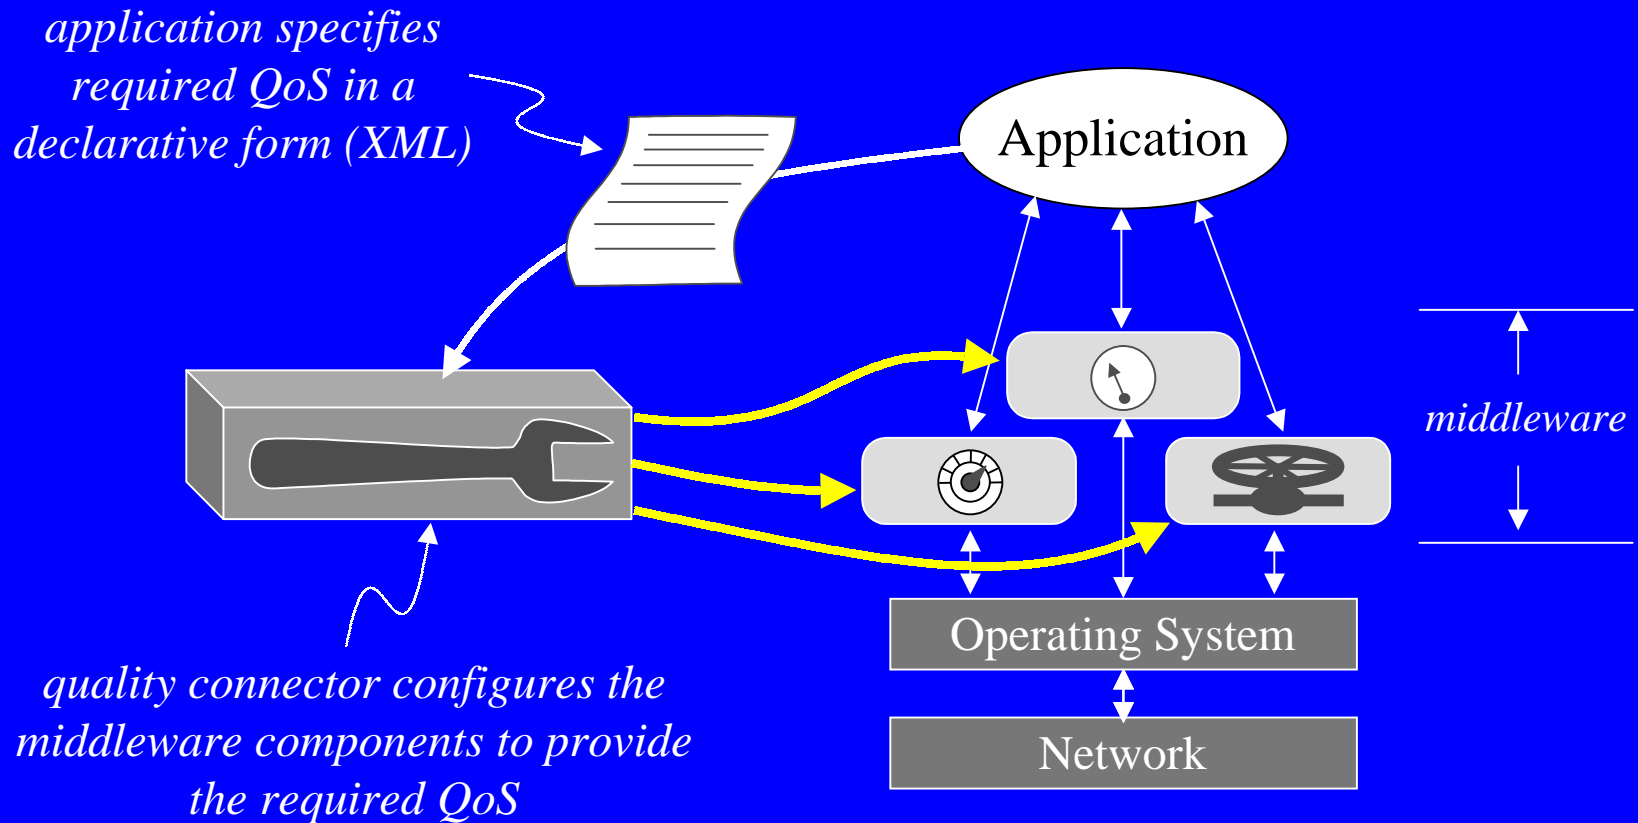 application specifies
required QoS in a
declarative form (XML)
Application
middleware
Operating System
Network
quality connector configures the
middleware components to provide
the required QoS